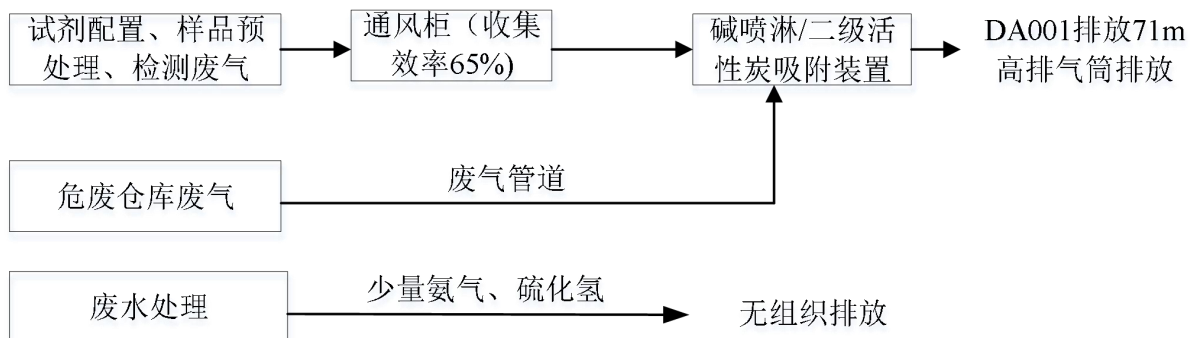 试剂配置、样品预
处理、检测废气
通风柜（收集
效率65%)
碱喷淋/二级活
性炭吸附装置
DA001排放71m
高排气筒排放
危废仓库废气
废气管道
废水处理
少量氨气、硫化氢
无组织排放